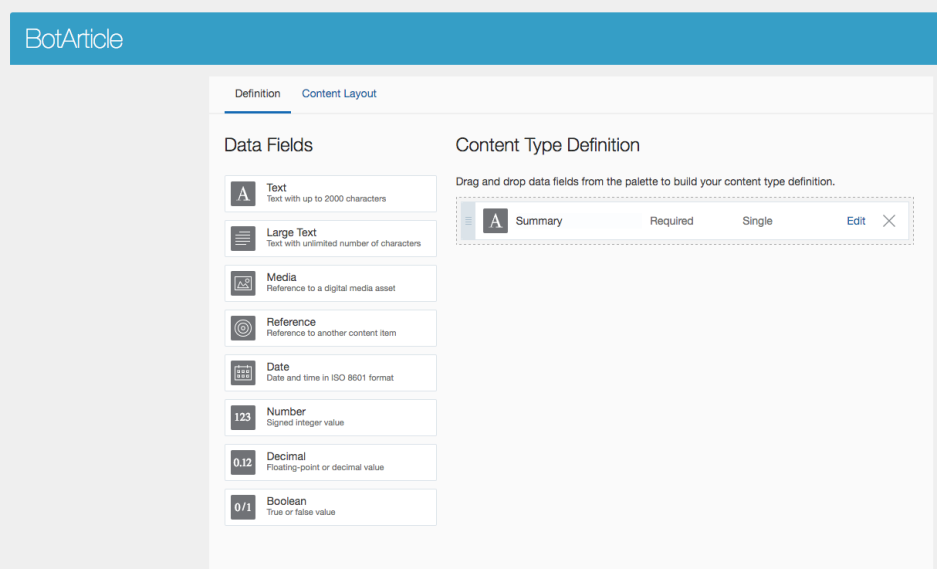 BotArticle
Definition Content Layout
Data Fields
A Text
Text with up to 2000 characters
Large Text
Text with unlimited number of characters
Media
Reference to a digital media asset
Reference
Reference to another content item
Date
Date and time in ISO 8601 format
123 Number
Signed integer value
0.12 Decimal
Floating-point or decimal value
0/1 Boolean
True or false value
Content Type Definition
Drag and drop data fields from the palette to build your content type definition.
A Summary Required Single Edit